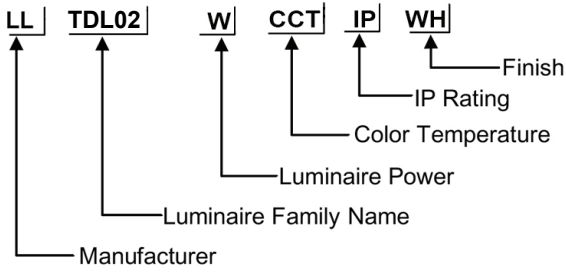 LL TDL02 W CCT IP WH
Finish
IP Rating
Color Temperature
Luminaire Power
Luminaire Family Name
Manufacturer